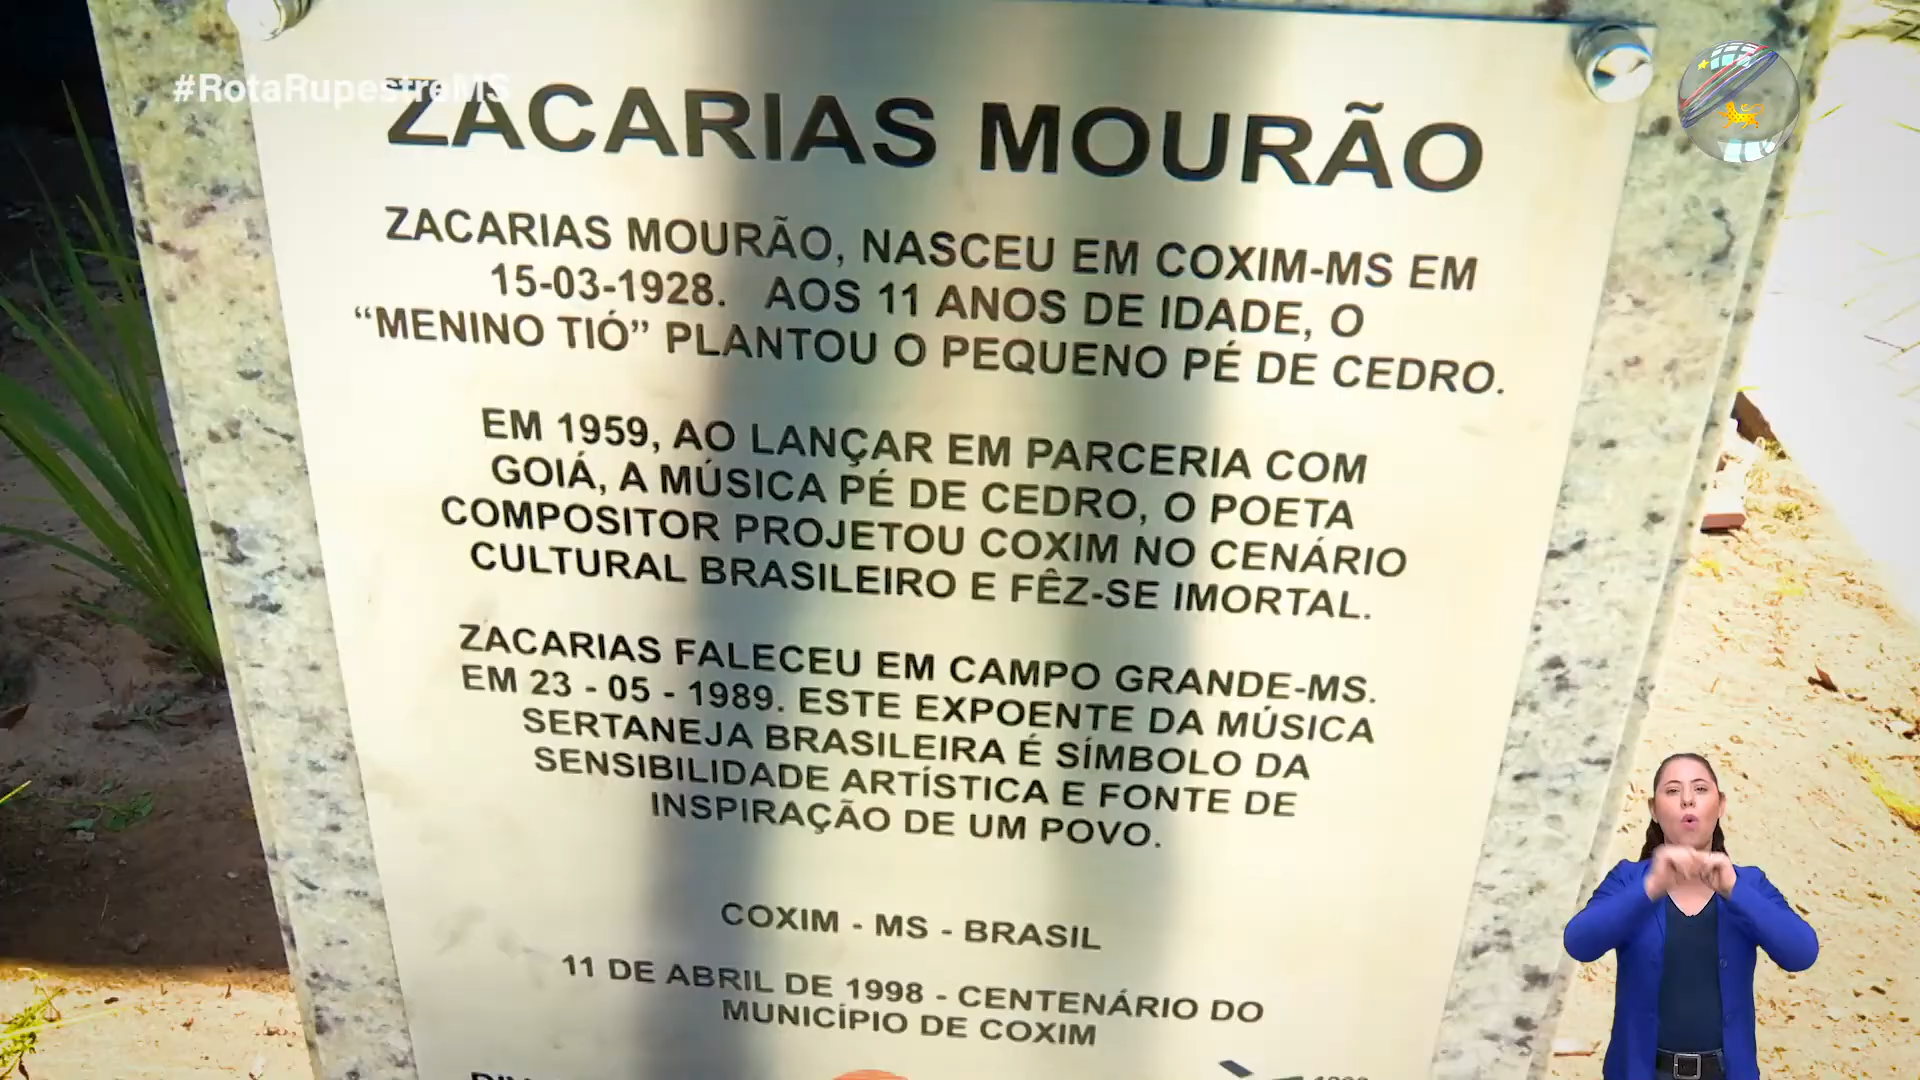 #RotaRupestreMS
ZACARIAS MOURÃO
ZACARIAS MOURÃO, NASCEU EM COXIM-MS EM
15-03-1928. AOS 11 ANOS DE IDADE, O
“MENINO TIÓ” PLANTOU O PEQUENO PÉ DE CEDRO.
EM 1959, AO LANÇAR EM PARCERIA COM
GOIÁ, A MÚSICA PÉ DE CEDRO, O POETA
COMPOSITOR PROJETOU COXIM NO CENÁRIO
CULTURAL BRASILEIRO E FÊZ-SE IMORTAL.
ZACARIAS FALECEU EM CAMPO GRANDE-MS.
EM 23 - 05 - 1989. ESTE EXPOENTE DA MÚSICA
SERTANEJA BRASILEIRA É SÍMBOLO DA
SENSIBILIDADE ARTÍSTICA E FONTE DE
INSPIRAÇÃO DE UM POVO.
COXIM - MS - BRASIL
11 DE ABRIL DE 1998 - CENTENÁRIO DO
MUNICÍPIO DE COXIM